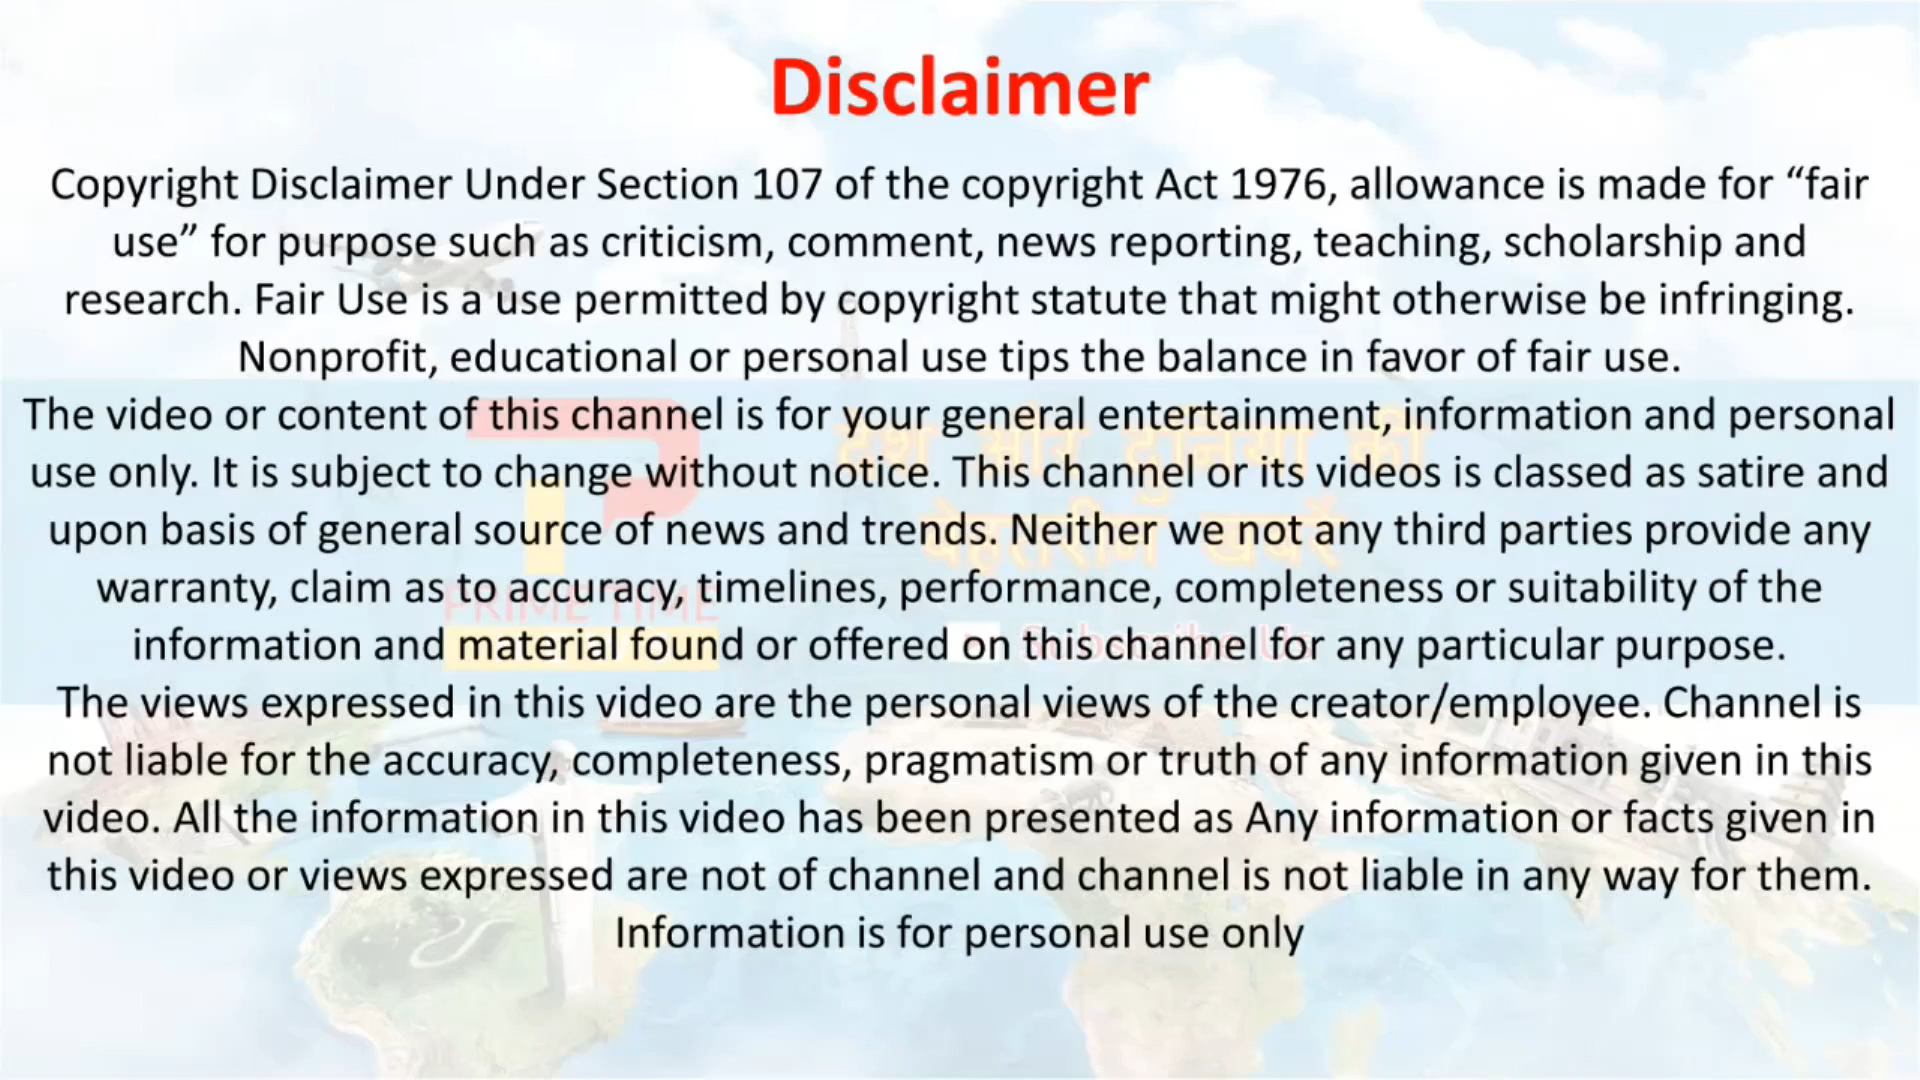 Disclaimer
Copyright Disclaimer Under Section 107 of the copyright Act 1976, allowance is made for “fair
use” for purpose such as criticism, comment, news reporting, teaching, scholarship and
research. Fair Use is a use permitted by copyright statute that might otherwise be infringing.
Nonprofit, educational or personal use tips the balance in favor of fair use.
The video or content of this channel is for your general entertainment, information and personal
use only. It is subject to change without notice. This channel or its videos is classed as satire and
upon basis of general source of news and trends. Neither we not any third parties provide any
warranty, claim as to accuracy, timelines, performance, completeness or suitability of the
information and material found or offered on this channel for any particular purpose.
The views expressed in this video are the personal views of the creator/employee. Channel is
not liable for the accuracy, completeness, pragmatism or truth of any information given in this
video. All the information in this video has been presented as Any information or facts given in
this video or views expressed are not of channel and channel is not liable in any way for them.
Information is for personal use only
देश और दुनिया की
बेहतरीन खबरें
PRIME TIME
Subscribe Us